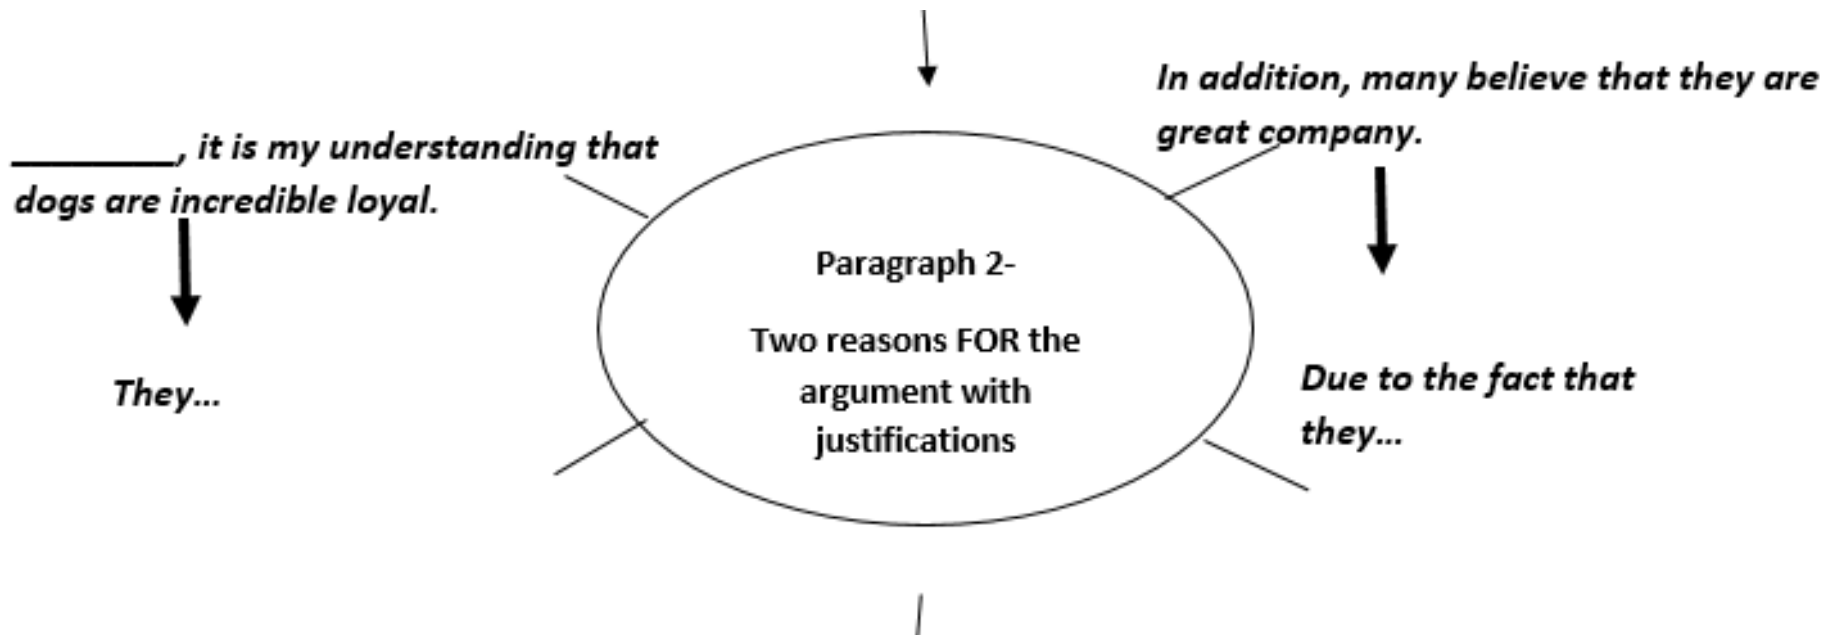 ________, it is my understanding that
dogs are incredible loyal.
They...
Paragraph 2-
Two reasons FOR the
argument with
justifications
In addition, many believe that they are
great company.
Due to the fact that
they...